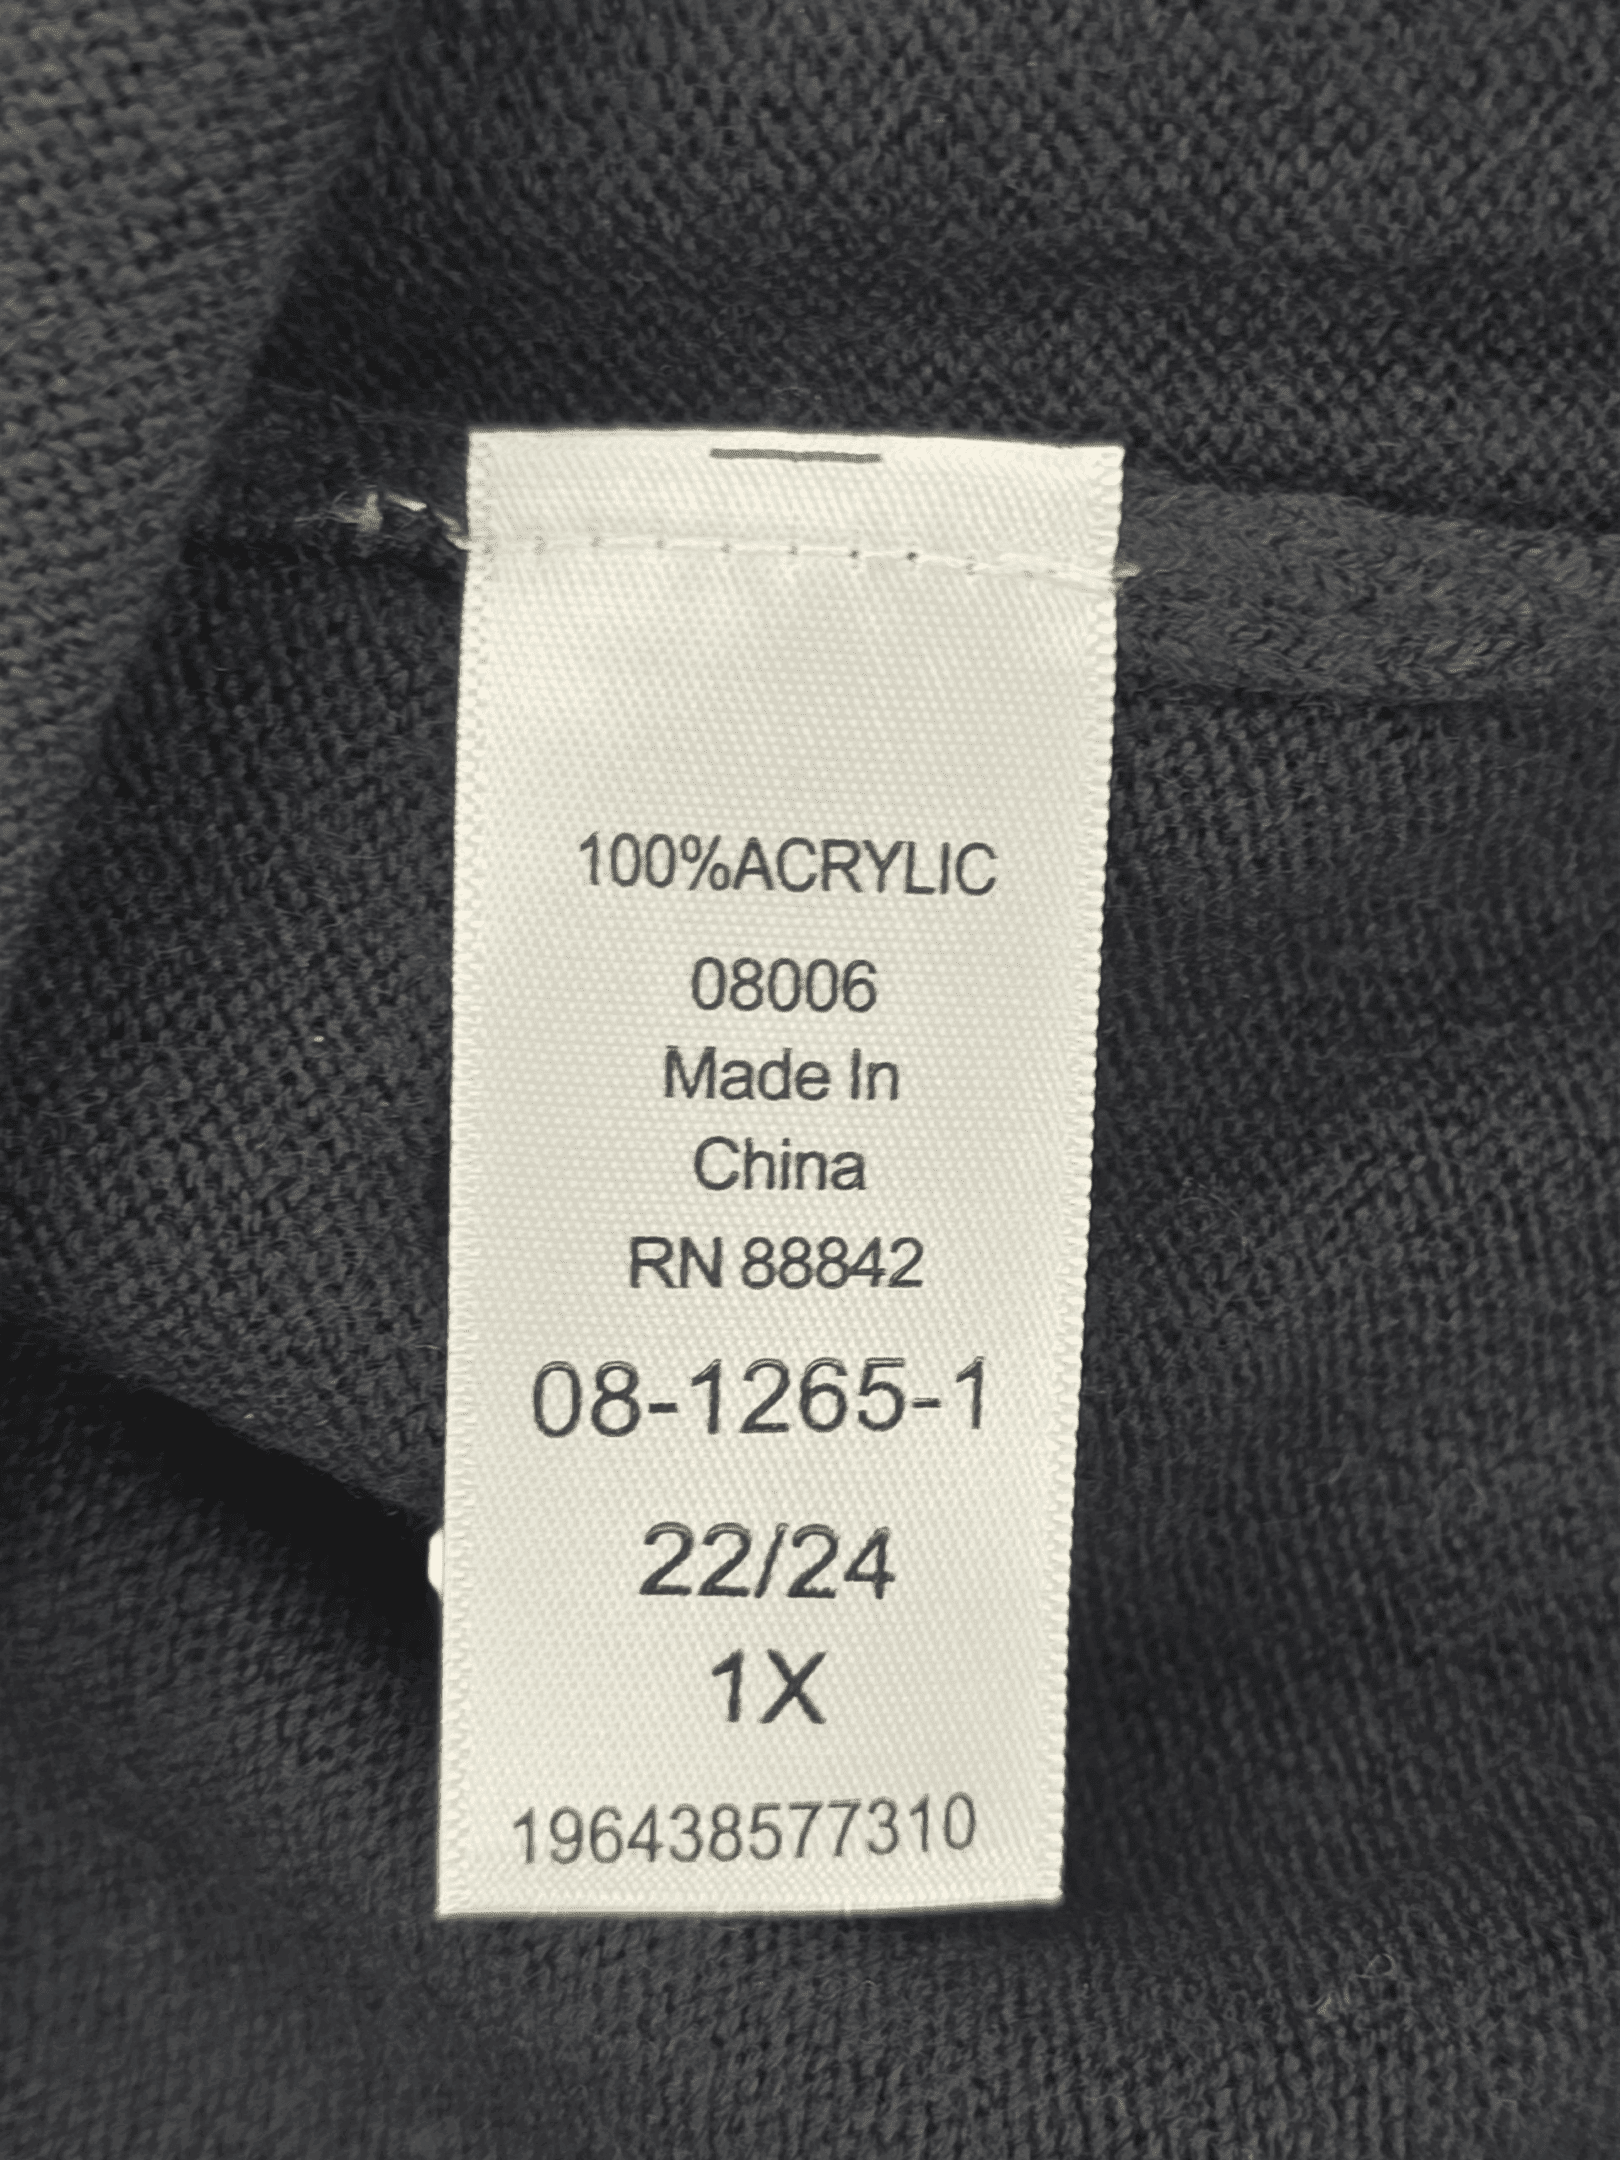 100%ACRYLIC
08006
Made In
China
RN 88842
08-1265-1
22/24
1X
196438577310